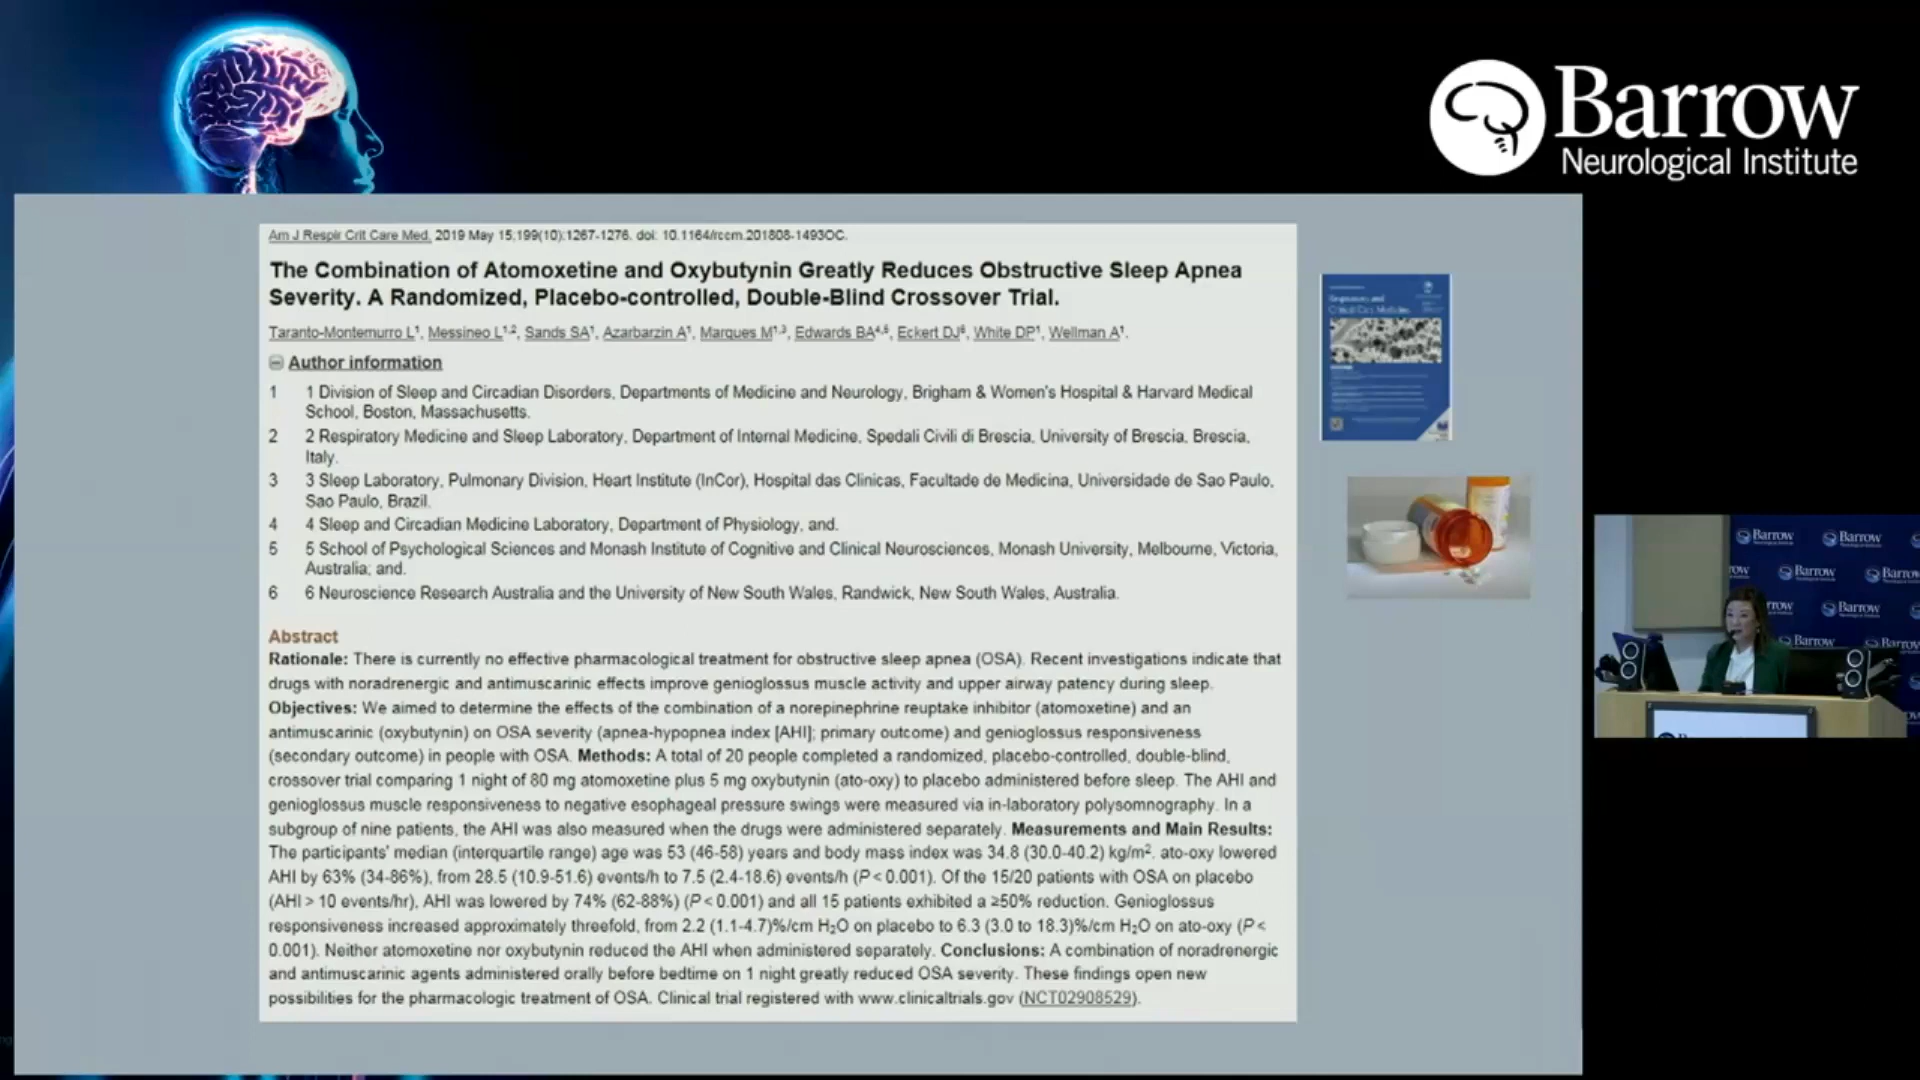 Barrow
Neurological Institute
Am J Respir Crit Care Med. 2019 May 15;199(10):1267-1276. doi: 10.1164/rccm.201808-1493OC.
The Combination of Atomoxetine and Oxybutynin Greatly Reduces Obstructive Sleep Apnea
Severity. A Randomized, Placebo-controlled, Double-Blind Crossover Trial.
Taranto-Montemurro L¹, Messineo L¹,², Sands SA¹, Azarbarzin A¹, Marques M¹,³, Edwards BA⁴,⁵, Eckert DJ⁶, White DP¹, Wellman A¹.
Author information
1 1 Division of Sleep and Circadian Disorders, Departments of Medicine and Neurology, Brigham & Women's Hospital & Harvard Medical
School, Boston, Massachusetts.
2 2 Respiratory Medicine and Sleep Laboratory, Department of Internal Medicine, Spedali Civili di Brescia, University of Brescia, Brescia,
Italy.
3 3 Sleep Laboratory, Pulmonary Division, Heart Institute (InCor), Hospital das Clinicas, Facultade de Medicina, Universidade de Sao Paulo,
Sao Paulo, Brazil.
4 4 Sleep and Circadian Medicine Laboratory, Department of Physiology, and.
5 5 School of Psychological Sciences and Monash Institute of Cognitive and Clinical Neurosciences, Monash University, Melbourne, Victoria,
Australia; and.
6 6 Neuroscience Research Australia and the University of New South Wales, Randwick, New South Wales, Australia.
Abstract
Rationale: There is currently no effective pharmacological treatment for obstructive sleep apnea (OSA). Recent investigations indicate that
drugs with noradrenergic and antimuscarinic effects improve genioglossus muscle activity and upper airway patency during sleep.
Objectives: We aimed to determine the effects of the combination of a norepinephrine reuptake inhibitor (atomoxetine) and an
antimuscarinic (oxybutynin) on OSA severity (apnea-hypopnea index [AHI]; primary outcome) and genioglossus responsiveness
(secondary outcome) in people with OSA. Methods: A total of 20 people completed a randomized, placebo-controlled, double-blind,
crossover trial comparing 1 night of 80 mg atomoxetine plus 5 mg oxybutynin (ato-oxy) to placebo administered before sleep. The AHI and
genioglossus muscle responsiveness to negative esophageal pressure swings were measured via in-laboratory polysomnography. In a
subgroup of nine patients, the AHI was also measured when the drugs were administered separately. Measurements and Main Results:
The participants' median (interquartile range) age was 53 (46-58) years and body mass index was 34.8 (30.0-40.2) kg/m². ato-oxy lowered
AHI by 63% (34-86%), from 28.5 (10.9-51.6) events/h to 7.5 (2.4-18.6) events/h (P < 0.001). Of the 15/20 patients with OSA on placebo
(AHI > 10 events/hr), AHI was lowered by 74% (62-88%) (P < 0.001) and all 15 patients exhibited a ≥50% reduction. Genioglossus
responsiveness increased approximately threefold, from 2.2 (1.1-4.7)%/cm H₂O on placebo to 6.3 (3.0 to 18.3)%/cm H₂O on ato-oxy (P <
0.001). Neither atomoxetine nor oxybutynin reduced the AHI when administered separately. Conclusions: A combination of noradrenergic
and antimuscarinic agents administered orally before bedtime on 1 night greatly reduced OSA severity. These findings open new
possibilities for the pharmacologic treatment of OSA. Clinical trial registered with www.clinicaltrials.gov (NCT02908529).
Barrow
Barrow
Barrow
Barrow
Barrow
Barrow
Barrow